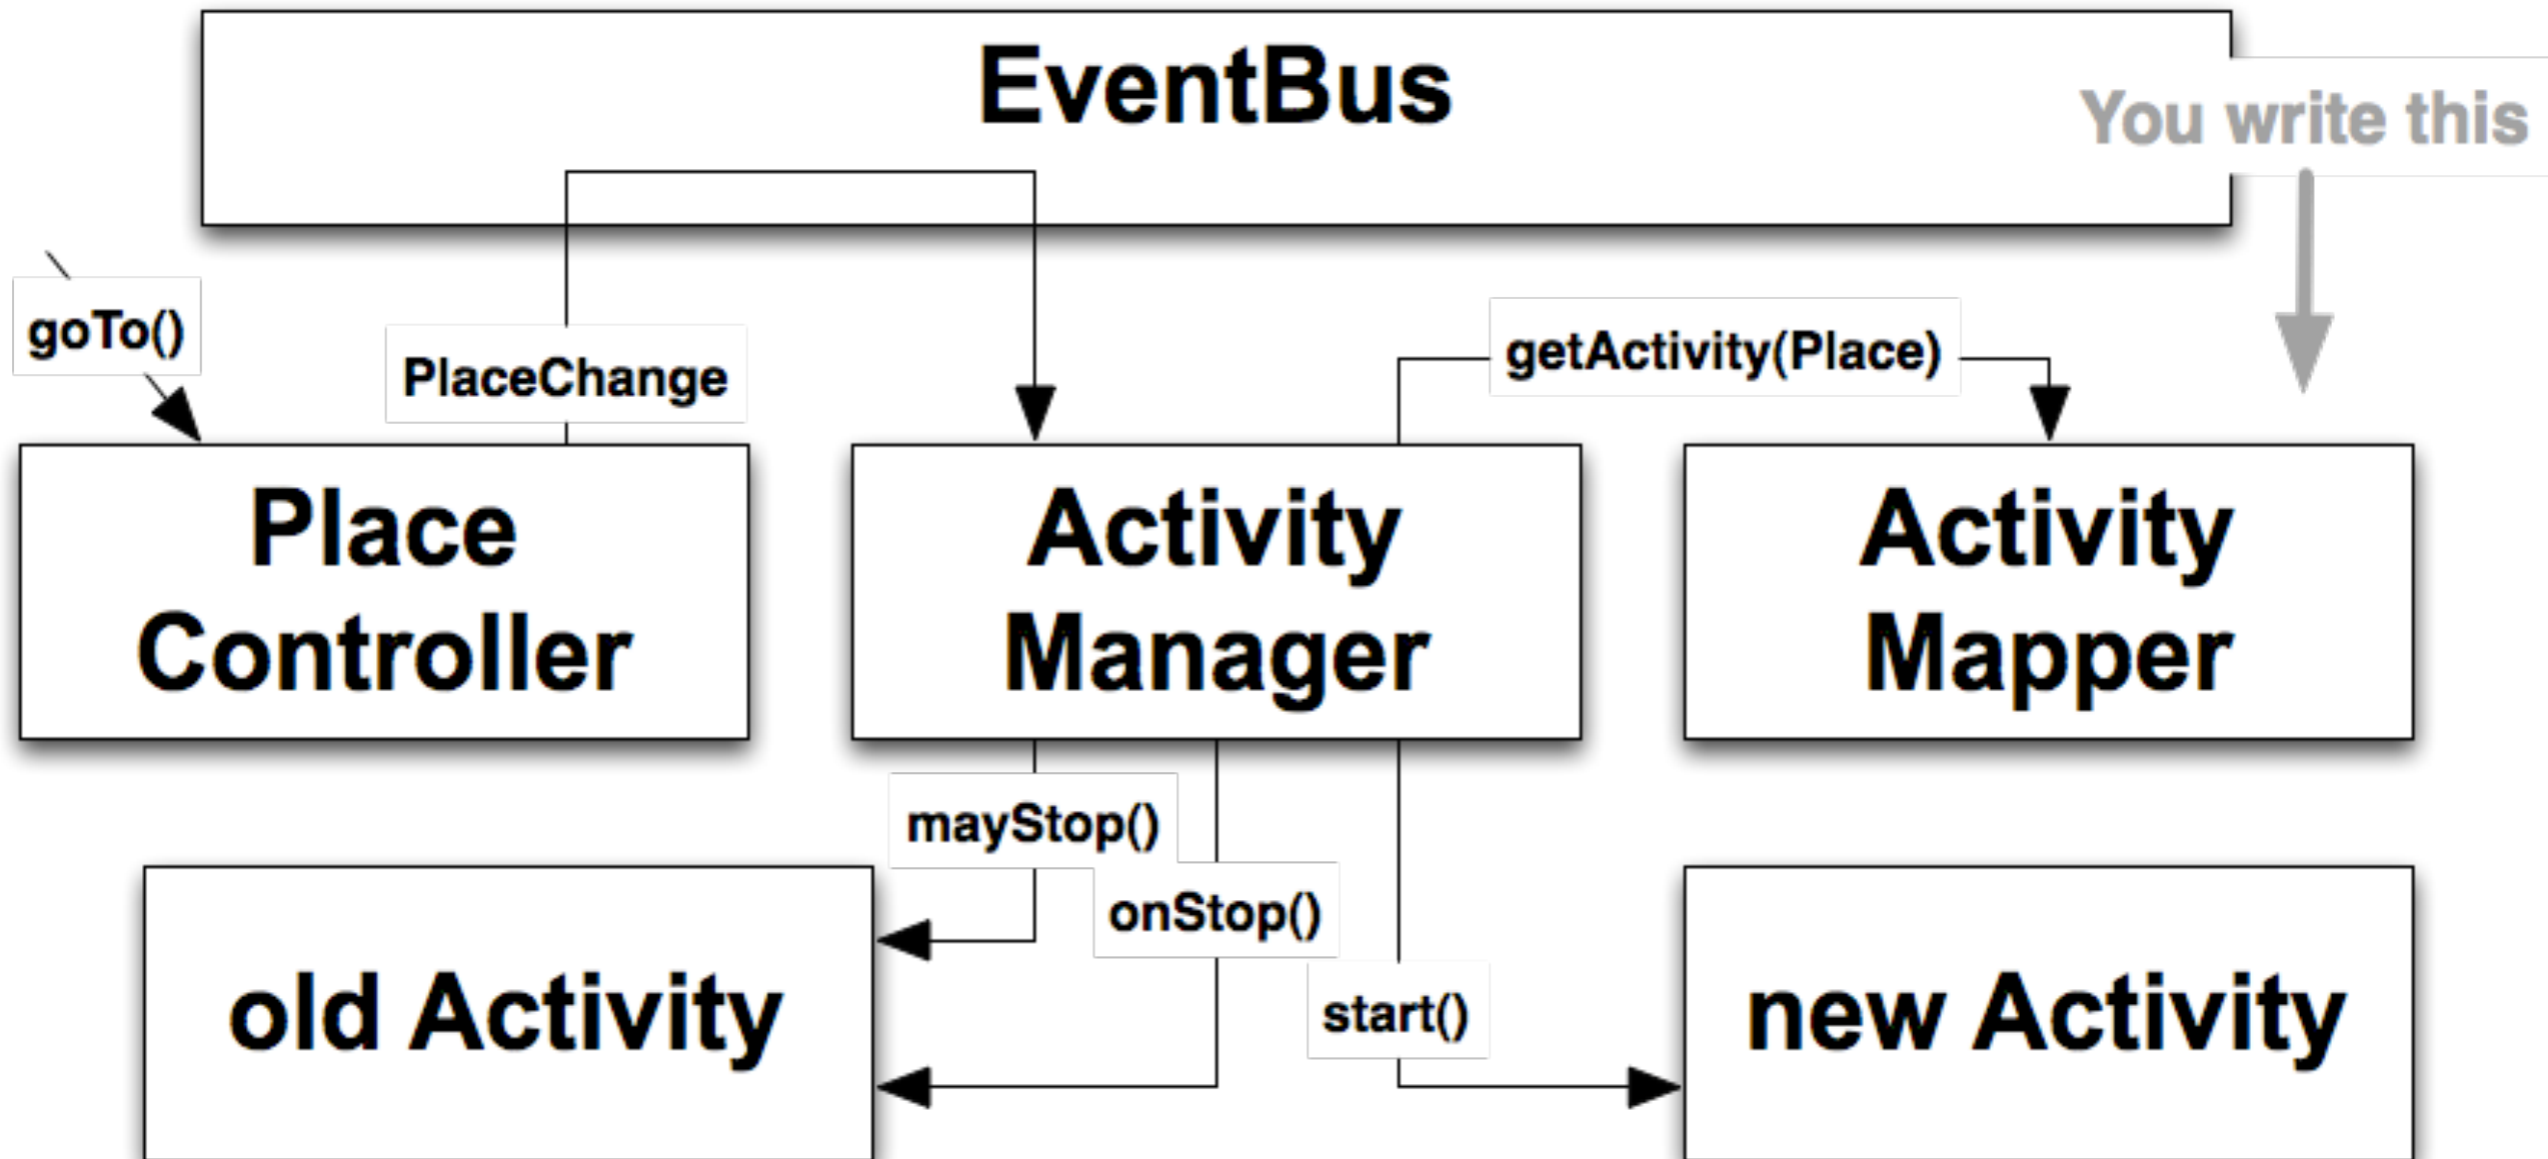 EventBus
You write this
goTo()
PlaceChange
getActivity(Place)
Place
Controller
Activity
Manager
Activity
Mapper
mayStop()
onStop()
start()
old Activity
new Activity